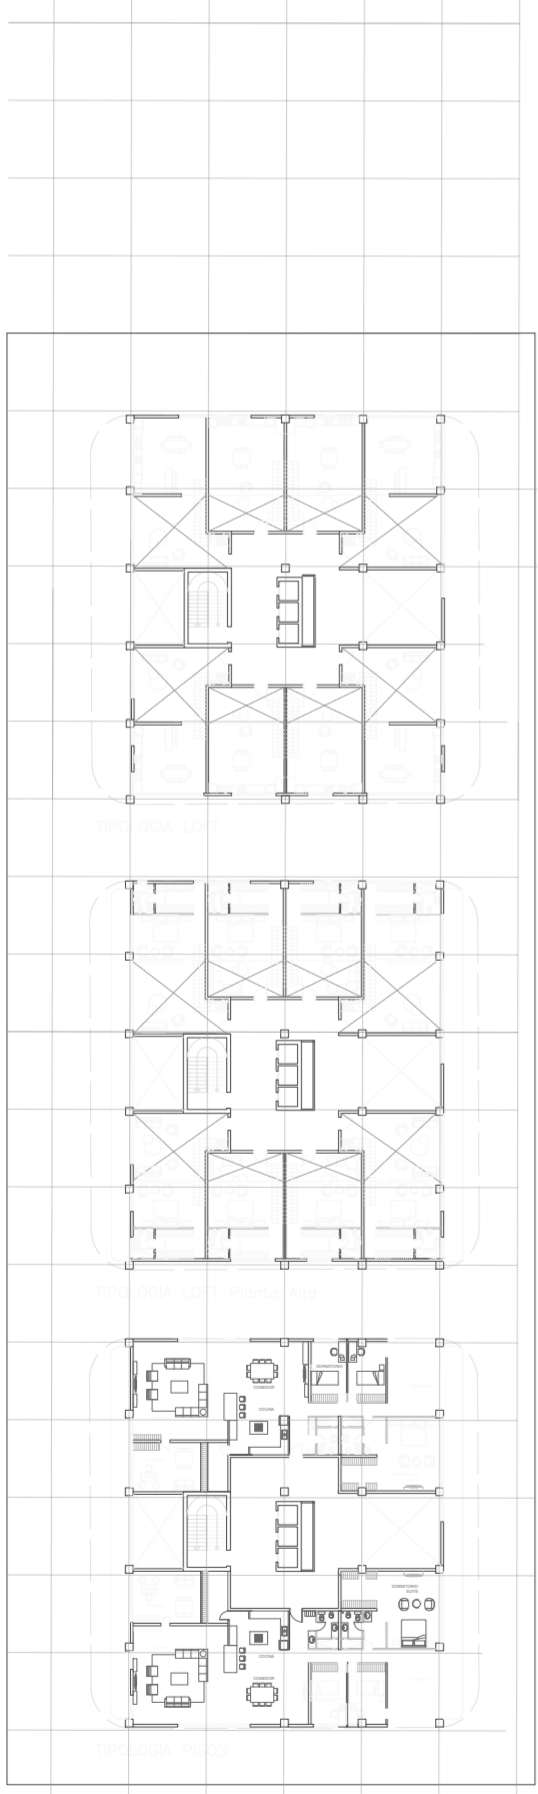 TIPOLOGIA LOFT
TIPOLOGIA LOFT Planta Alta
DORMITORIO
COMEDOR
COCINA
DORMITORIO
SUITE
COCINA
COMEDOR
TIPOLOGIA PISOS